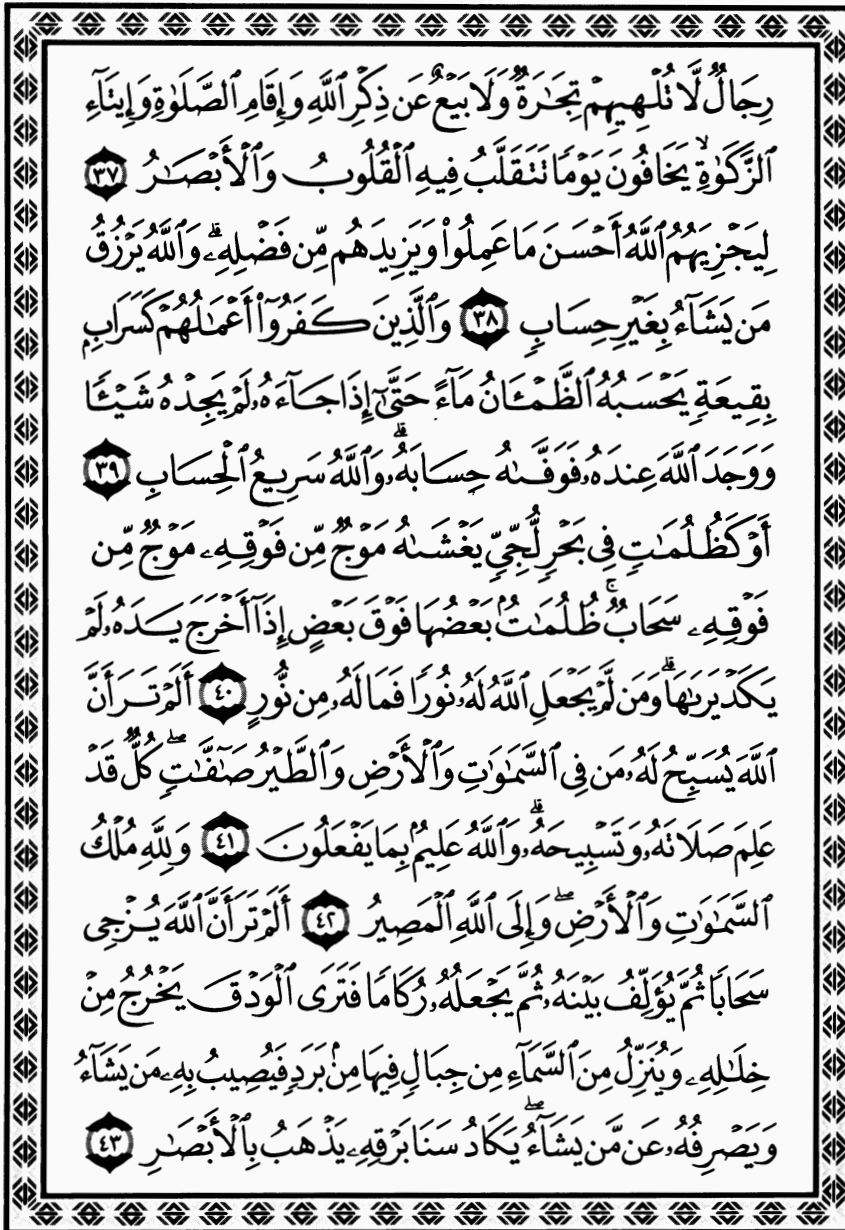 رِجَالٌ لَّا تُلْهِيهِمْ تِجَٰرَةٌ وَلَا بَيْعٌ عَن ذِكْرِ ٱللَّهِ وَإِقَامِ ٱلصَّلَوٰةِ وَإِيتَآءِ
ٱلزَّكَوٰةِ ۙ يَخَافُونَ يَوْمًا تَتَقَلَّبُ فِيهِ ٱلْقُلُوبُ وَٱلْأَبْصَٰرُ ٣٧
لِيَجْزِيَهُمُ ٱللَّهُ أَحْسَنَ مَا عَمِلُوا۟ وَيَزِيدَهُم مِّن فَضْلِهِۦ ۗ وَٱللَّهُ يَرْزُقُ
مَن يَشَآءُ بِغَيْرِ حِسَابٍ ٣٨ وَٱلَّذِينَ كَفَرُوٓا۟ أَعْمَٰلُهُمْ كَسَرَابٍۭ
بِقِيعَةٍ يَحْسَبُهُ ٱلظَّمْـَٔانُ مَآءً حَتَّىٰٓ إِذَا جَآءَهُۥ لَمْ يَجِدْهُ شَيْـًٔا
وَوَجَدَ ٱللَّهَ عِندَهُۥ فَوَفَّىٰهُ حِسَابَهُۥ ۗ وَٱللَّهُ سَرِيعُ ٱلْحِسَابِ ٣٩
أَوْ كَظُلُمَٰتٍ فِى بَحْرٍ لُّجِّىٍّ يَغْشَىٰهُ مَوْجٌ مِّن فَوْقِهِۦ مَوْجٌ مِّن
فَوْقِهِۦ سَحَابٌ ۚ ظُلُمَٰتٌۢ بَعْضُهَا فَوْقَ بَعْضٍ إِذَآ أَخْرَجَ يَدَهُۥ لَمْ
يَكَدْ يَرَىٰهَا ۗ وَمَن لَّمْ يَجْعَلِ ٱللَّهُ لَهُۥ نُورًا فَمَا لَهُۥ مِن نُّورٍ ٤٠ أَلَمْ تَرَ أَنَّ
ٱللَّهَ يُسَبِّحُ لَهُۥ مَن فِى ٱلسَّمَٰوَٰتِ وَٱلْأَرْضِ وَٱلطَّيْرُ صَٰٓفَّٰتٍ ۖ كُلٌّ قَدْ
عَلِمَ صَلَاتَهُۥ وَتَسْبِيحَهُۥ ۗ وَٱللَّهُ عَلِيمٌۢ بِمَا يَفْعَلُونَ ٤١ وَلِلَّهِ مُلْكُ
ٱلسَّمَٰوَٰتِ وَٱلْأَرْضِ ۖ وَإِلَى ٱللَّهِ ٱلْمَصِيرُ ٤٢ أَلَمْ تَرَ أَنَّ ٱللَّهَ يُزْجِى
سَحَابًا ثُمَّ يُؤَلِّفُ بَيْنَهُۥ ثُمَّ يَجْعَلُهُۥ رُكَامًا فَتَرَى ٱلْوَدْقَ يَخْرُجُ مِنْ
خِلَٰلِهِۦ وَيُنَزِّلُ مِنَ ٱلسَّمَآءِ مِن جِبَالٍ فِيهَا مِنۢ بَرَدٍ فَيُصِيبُ بِهِۦ مَن يَشَآءُ
وَيَصْرِفُهُۥ عَن مَّن يَشَآءُ ۖ يَكَادُ سَنَا بَرْقِهِۦ يَذْهَبُ بِٱلْأَبْصَٰرِ ٤٣